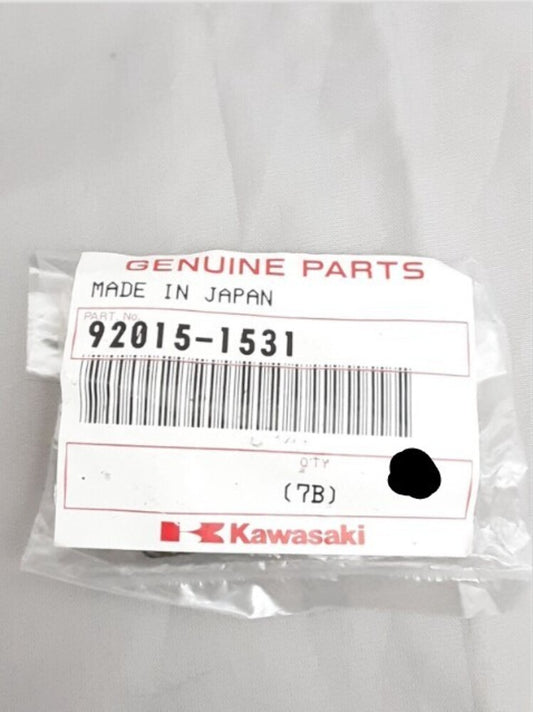 GENUINE PARTS
MADE IN JAPAN
PART. No.
92015-1531
QTY
(7B)
Kawasaki